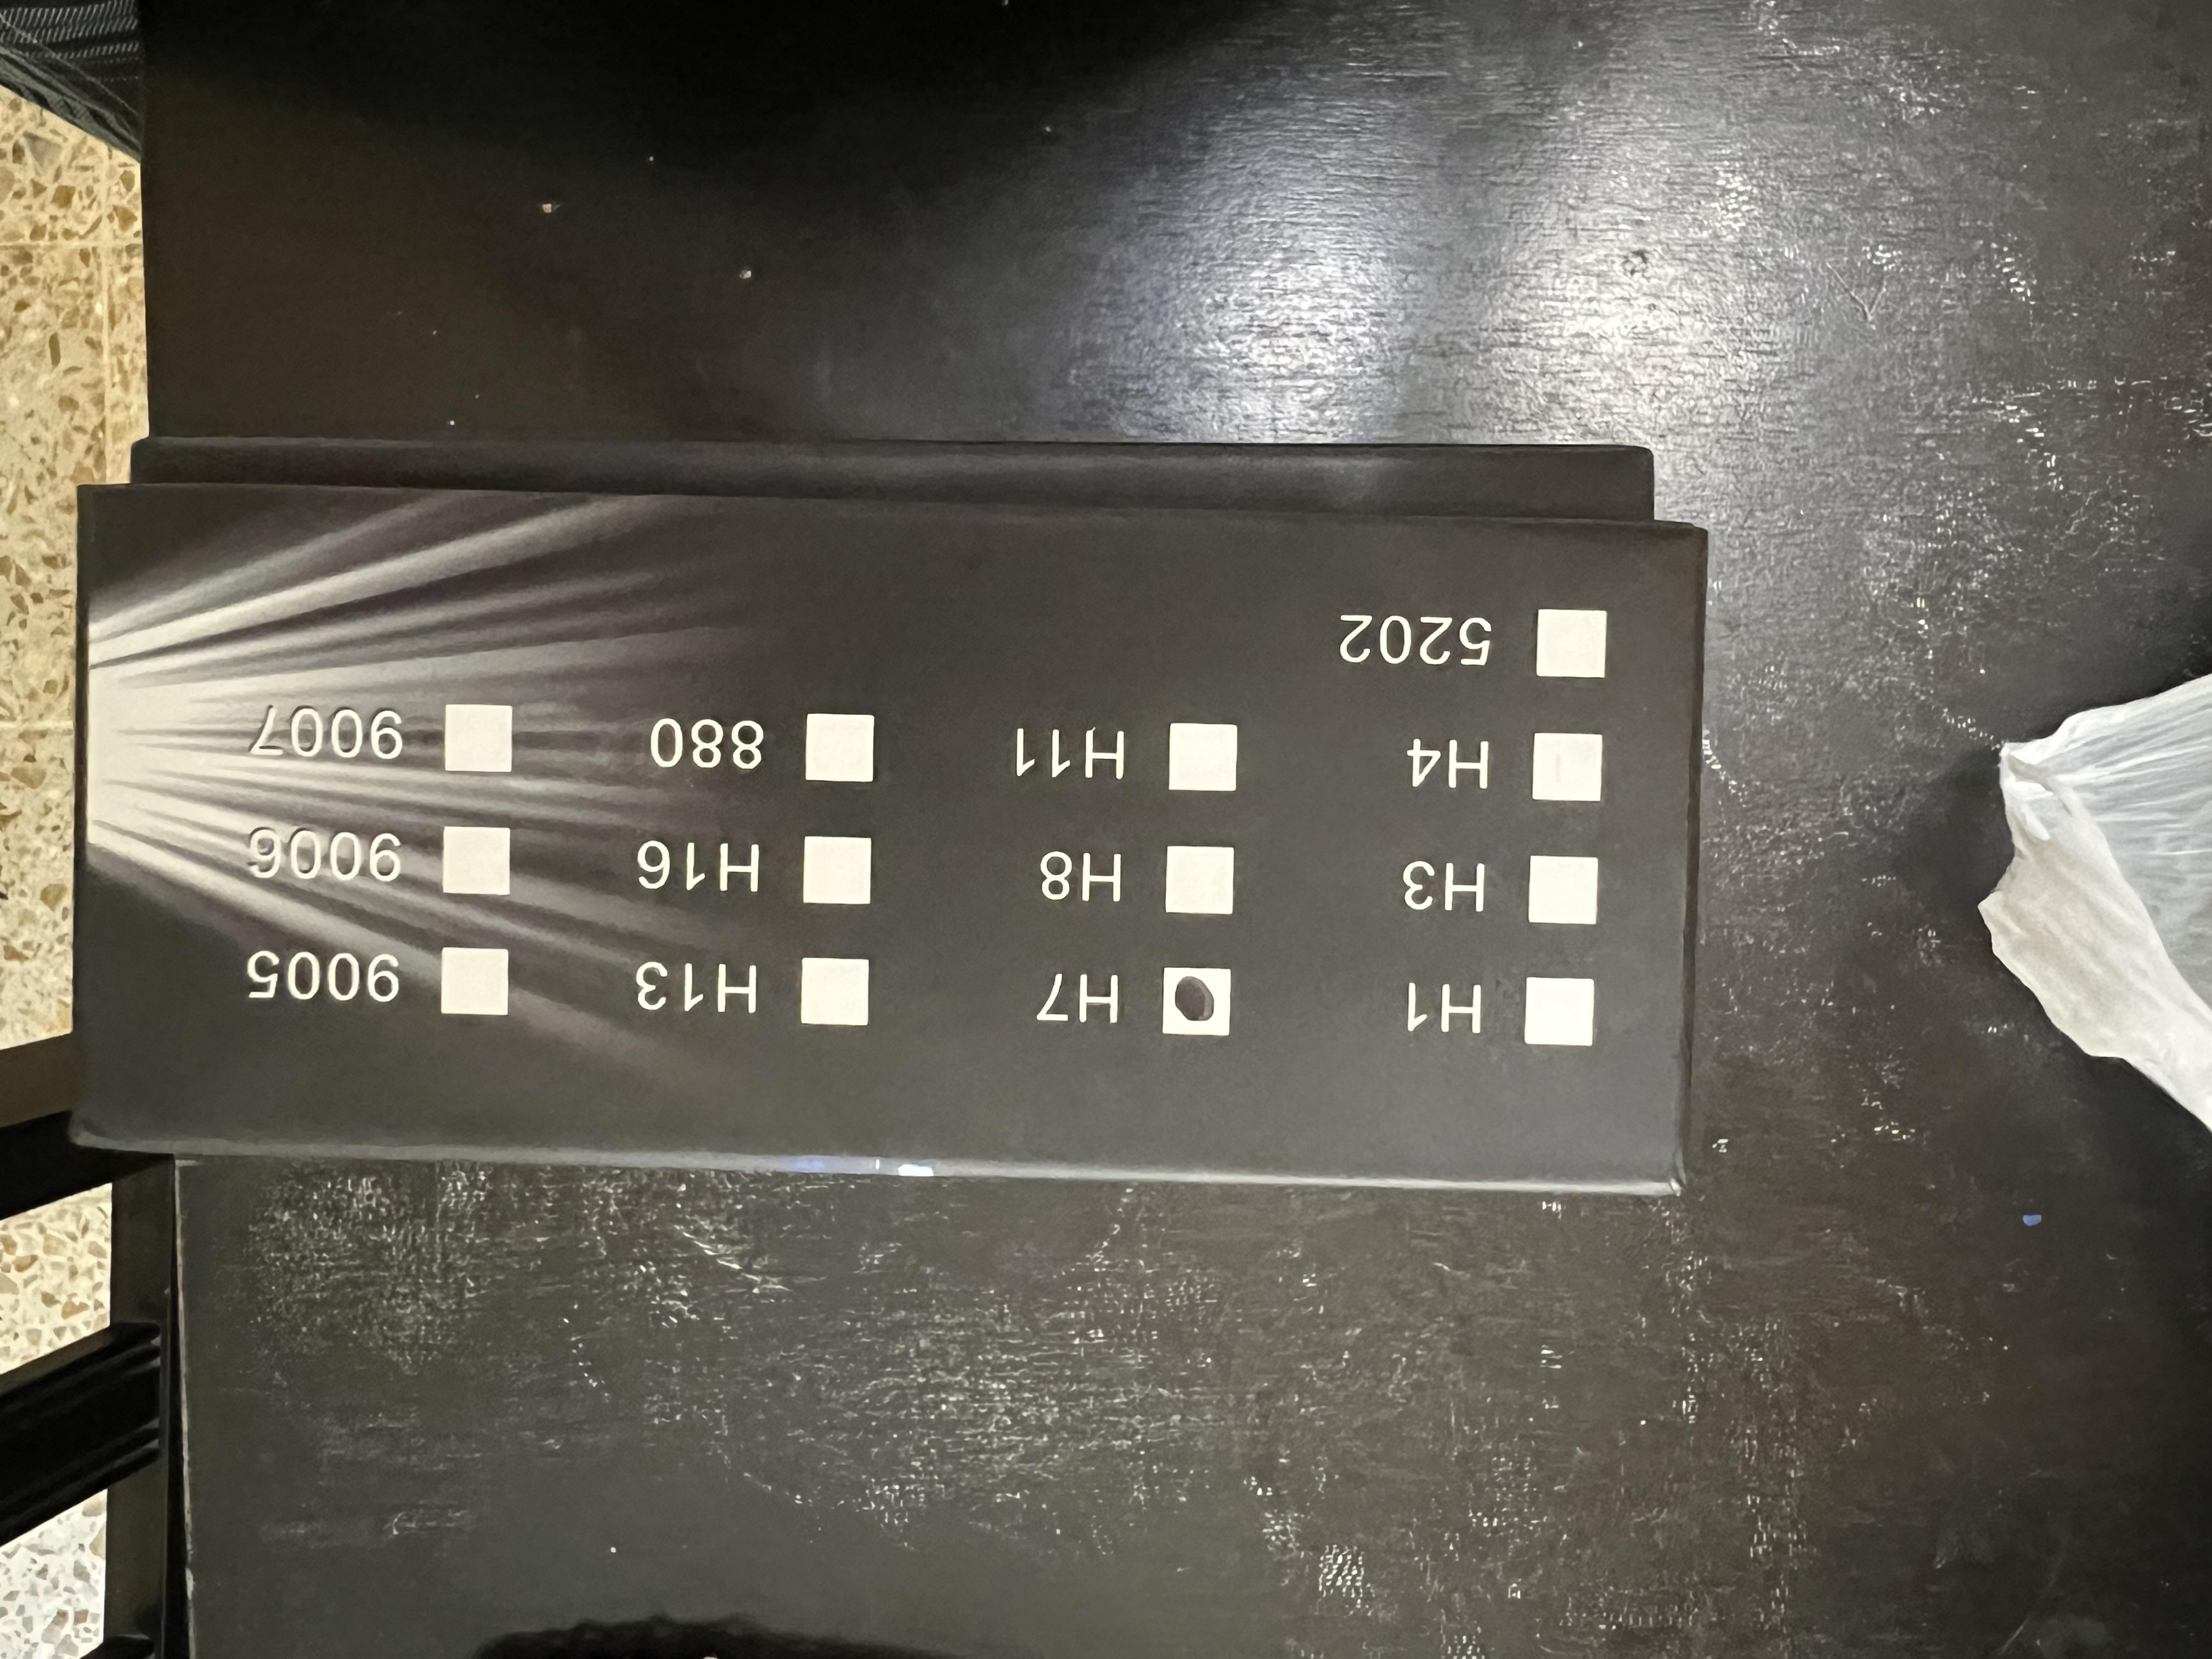 H1 H7 H13 9005
H3 H8 H16 9006
H4 H11 880 9007
5202